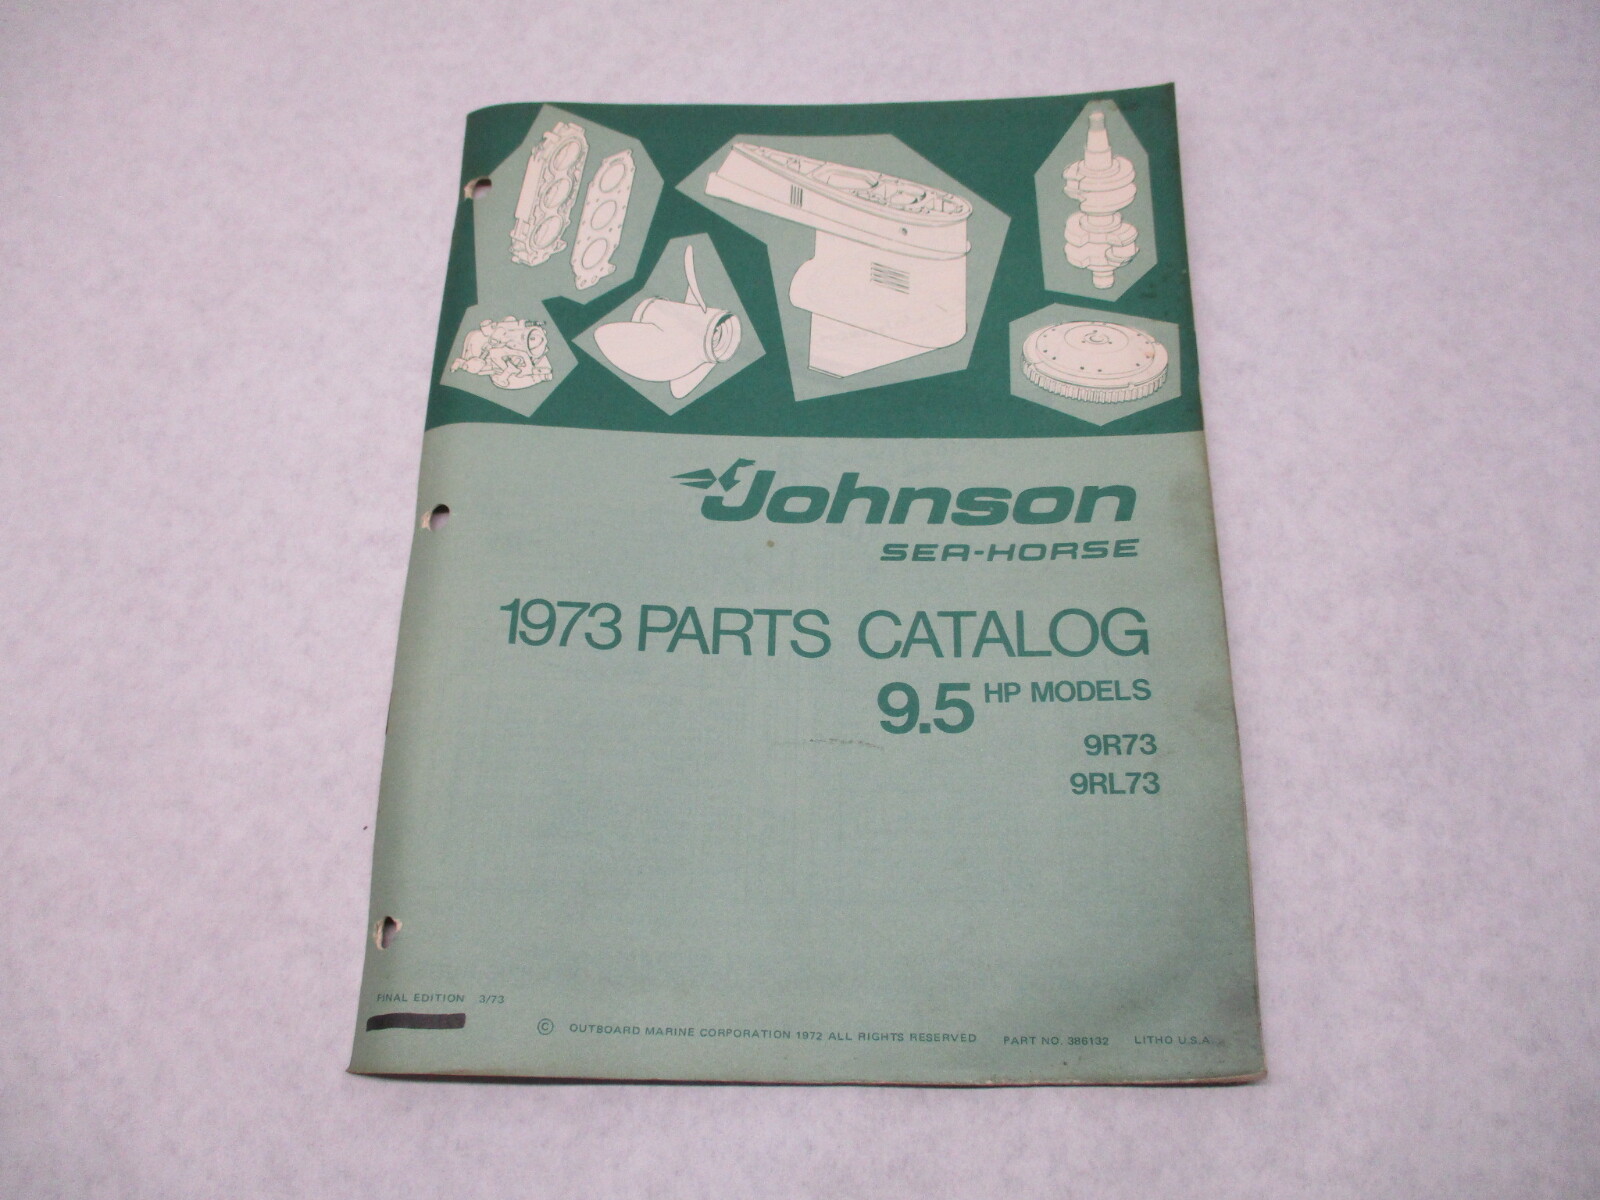 Johnson
SEA-HORSE
1973 PARTS CATALOG
9.5 HP MODELS
9R73
9RL73
FINAL EDITION 3/73
© OUTBOARD MARINE CORPORATION 1972 ALL RIGHTS RESERVED PART NO. 386132 LITHO U.S.A.